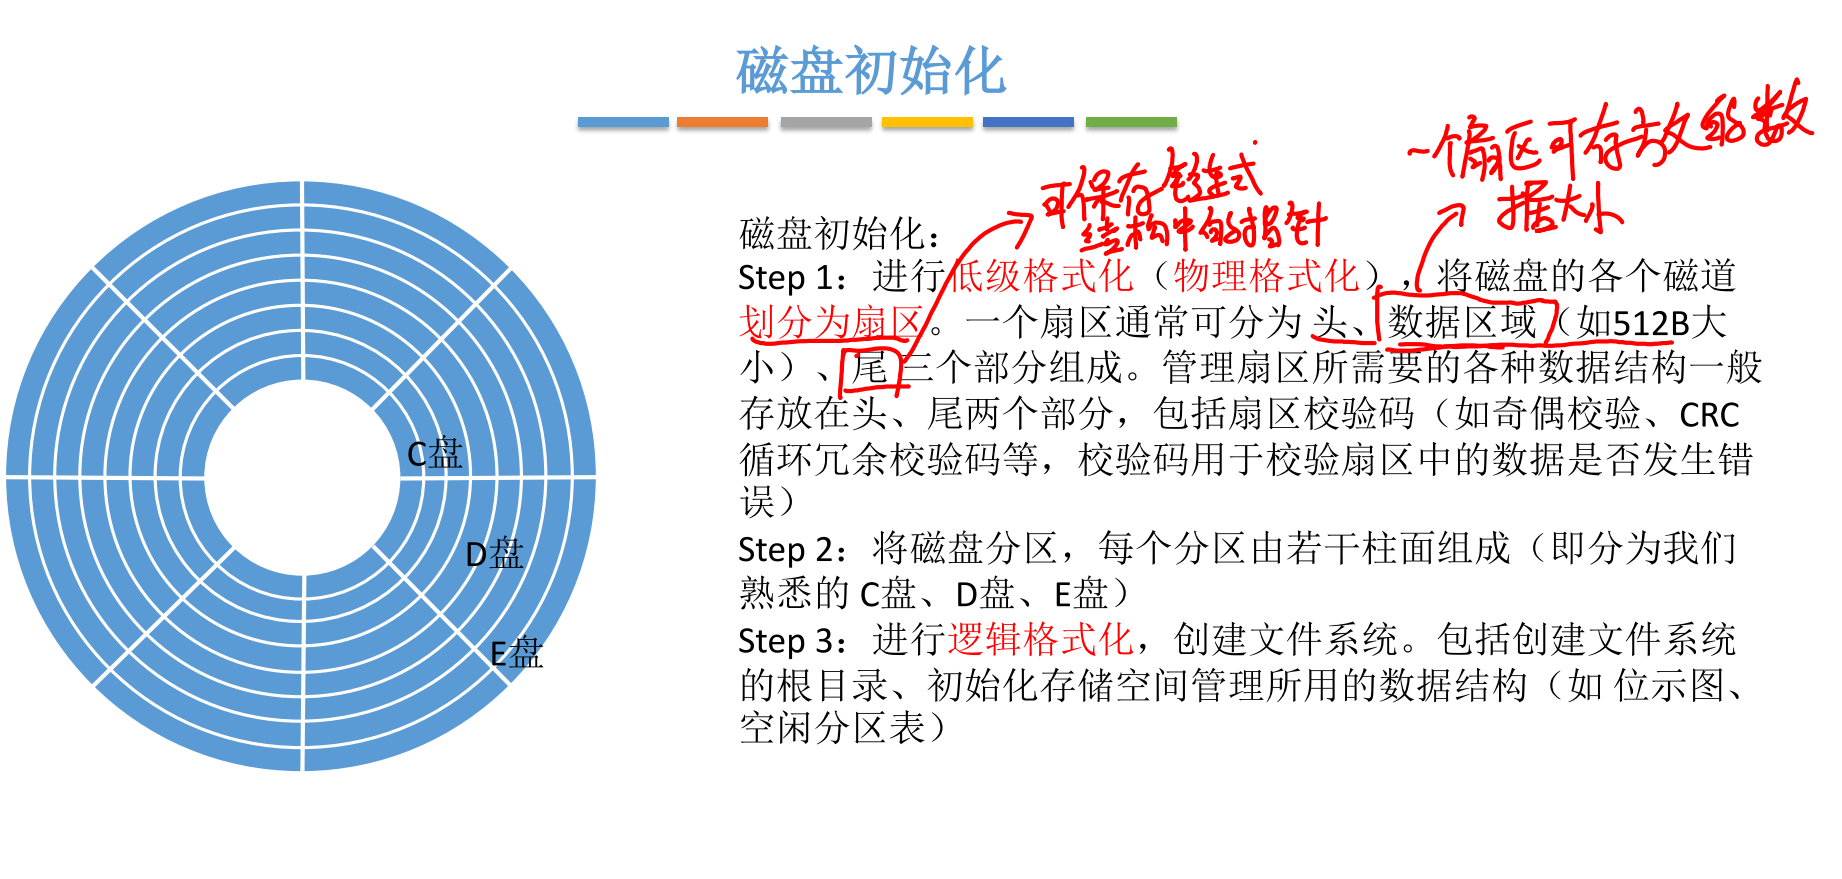 磁盘初始化
一个扇区可存放的数
据大小
可保存链式
结构中的指针
磁盘初始化：
Step 1：进行低级格式化（物理格式化），将磁盘的各个磁道
划分为扇区。一个扇区通常可分为 头、数据区域（如512B大
小）、尾 三个部分组成。管理扇区所需要的各种数据结构一般
存放在头、尾两个部分，包括扇区校验码（如奇偶校验、CRC
循环冗余校验码等，校验码用于校验扇区中的数据是否发生错
误）
Step 2：将磁盘分区，每个分区由若干柱面组成（即分为我们
熟悉的 C盘、D盘、E盘）
Step 3：进行逻辑格式化，创建文件系统。包括创建文件系统
的根目录、初始化存储空间管理所用的数据结构（如 位示图、
空闲分区表）
C盘
D盘
E盘